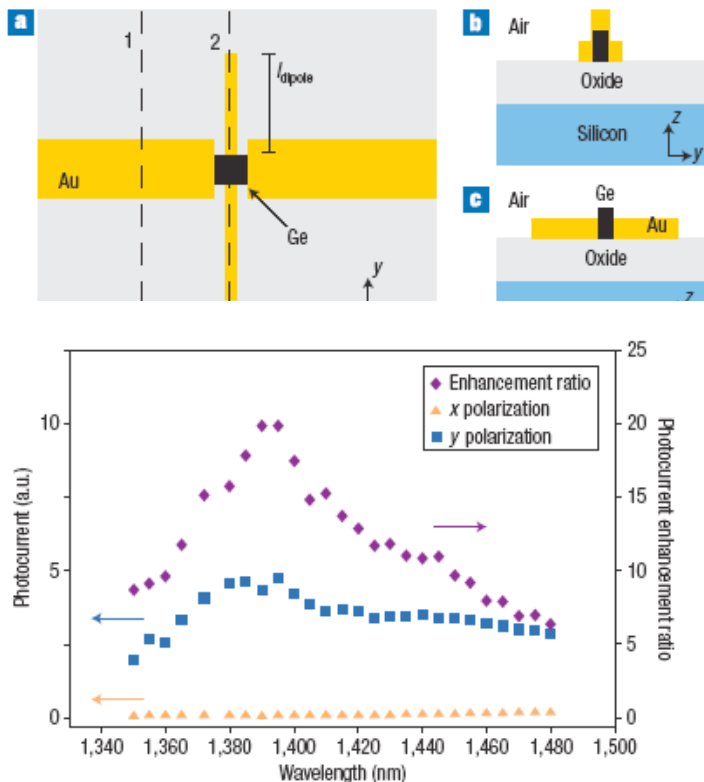 a
1
2
l dipole
Au
Ge
y
b
Air
Oxide
Silicon
z
y
c
Air
Ge
Au
Oxide
z
Enhancement ratio
x polarization
y polarization
Photocurrent (a.u.)
10
5
0
25
20
15
10
5
0
Photocurrent enhancement
ratio
1,340 1,360 1,380 1,400 1,420 1,440 1,460 1,480 1,500
Wavelength (nm)